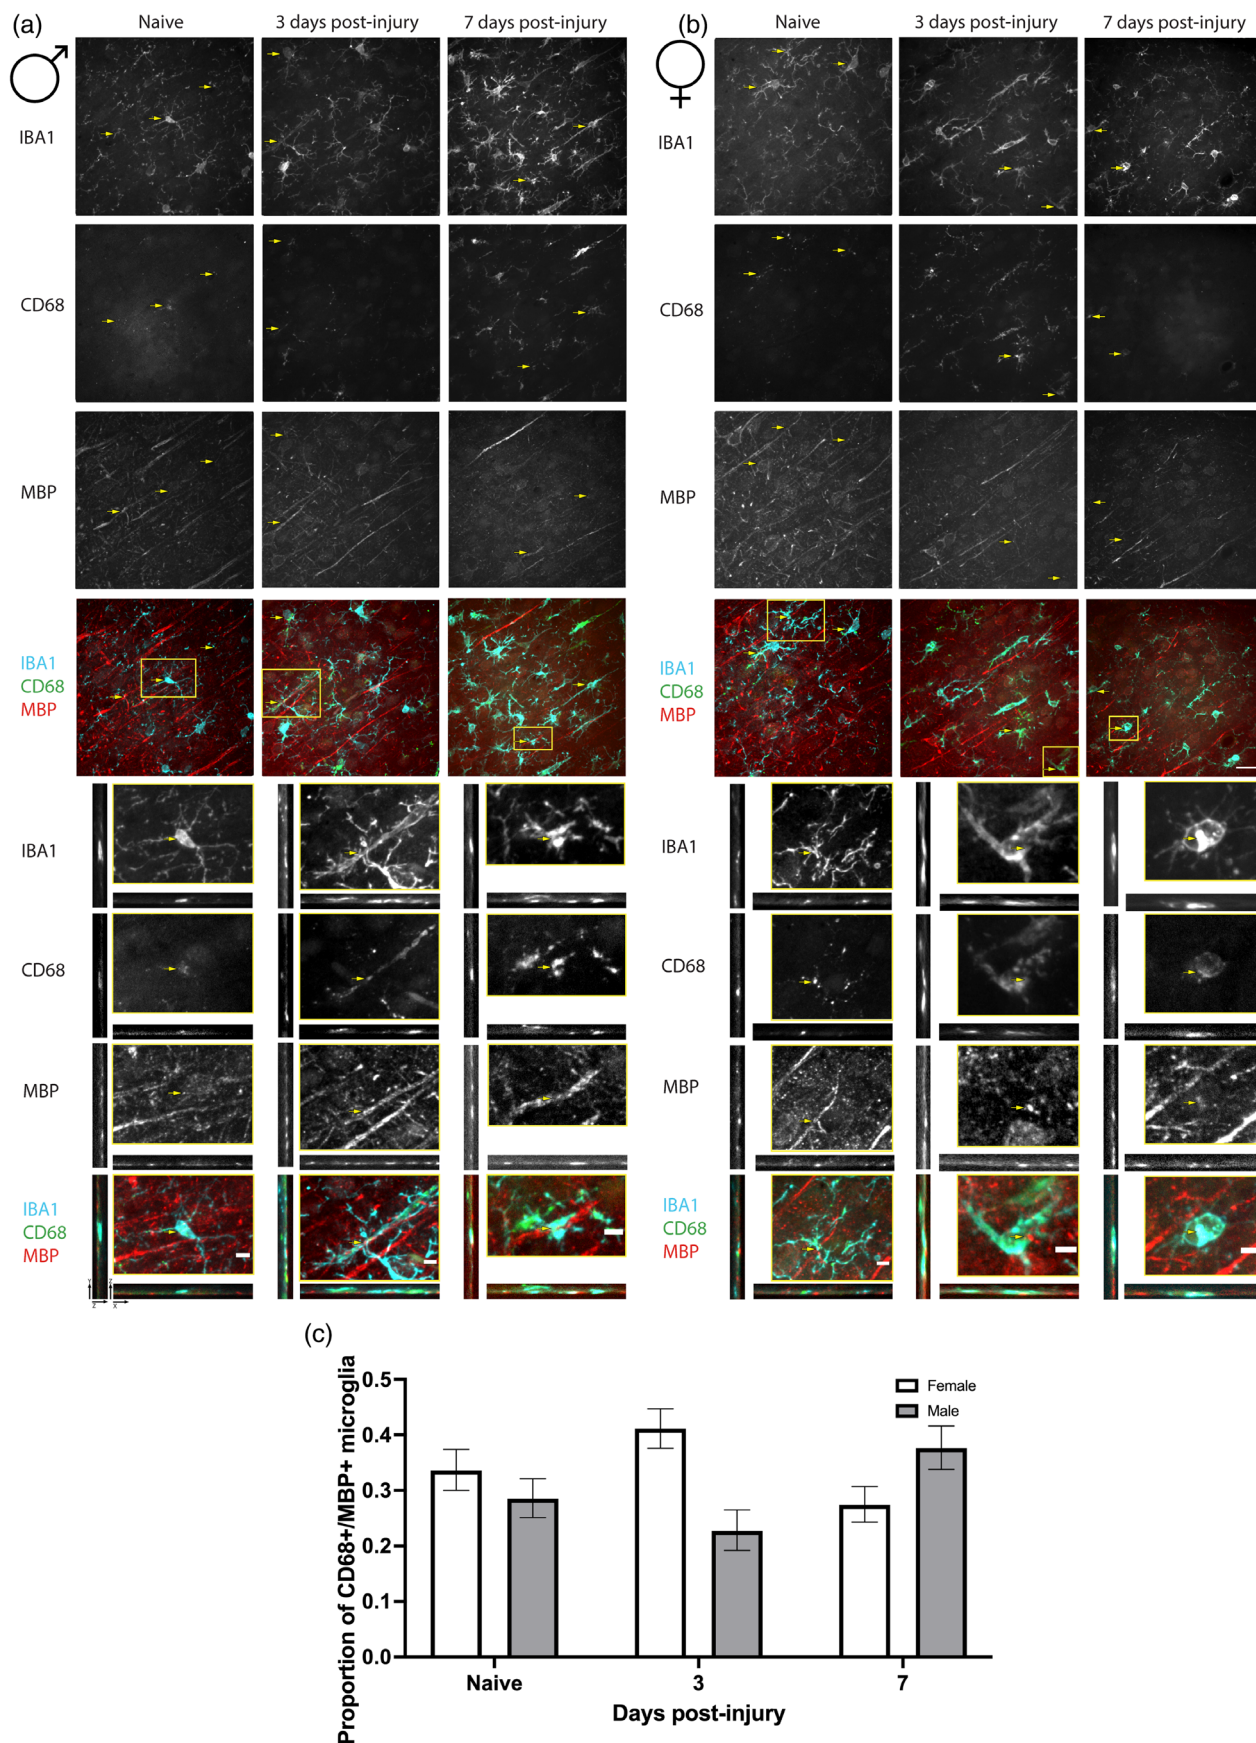 (a)
Naive
3 days post-injury
7 days post-injury
IBA1
CD68
MBP
IBA1
CD68
MBP
IBA1
CD68
MBP
IBA1
CD68
MBP
Y
Z
Z
X
(b)
Naive
3 days post-injury
7 days post-injury
IBA1
CD68
MBP
IBA1
CD68
MBP
IBA1
CD68
MBP
IBA1
CD68
MBP
(c)
Proportion of CD68+/MBP+ microglia
0.5
0.4
0.3
0.2
0.1
0.0
Female
Male
Naive
3
7
Days post-injury